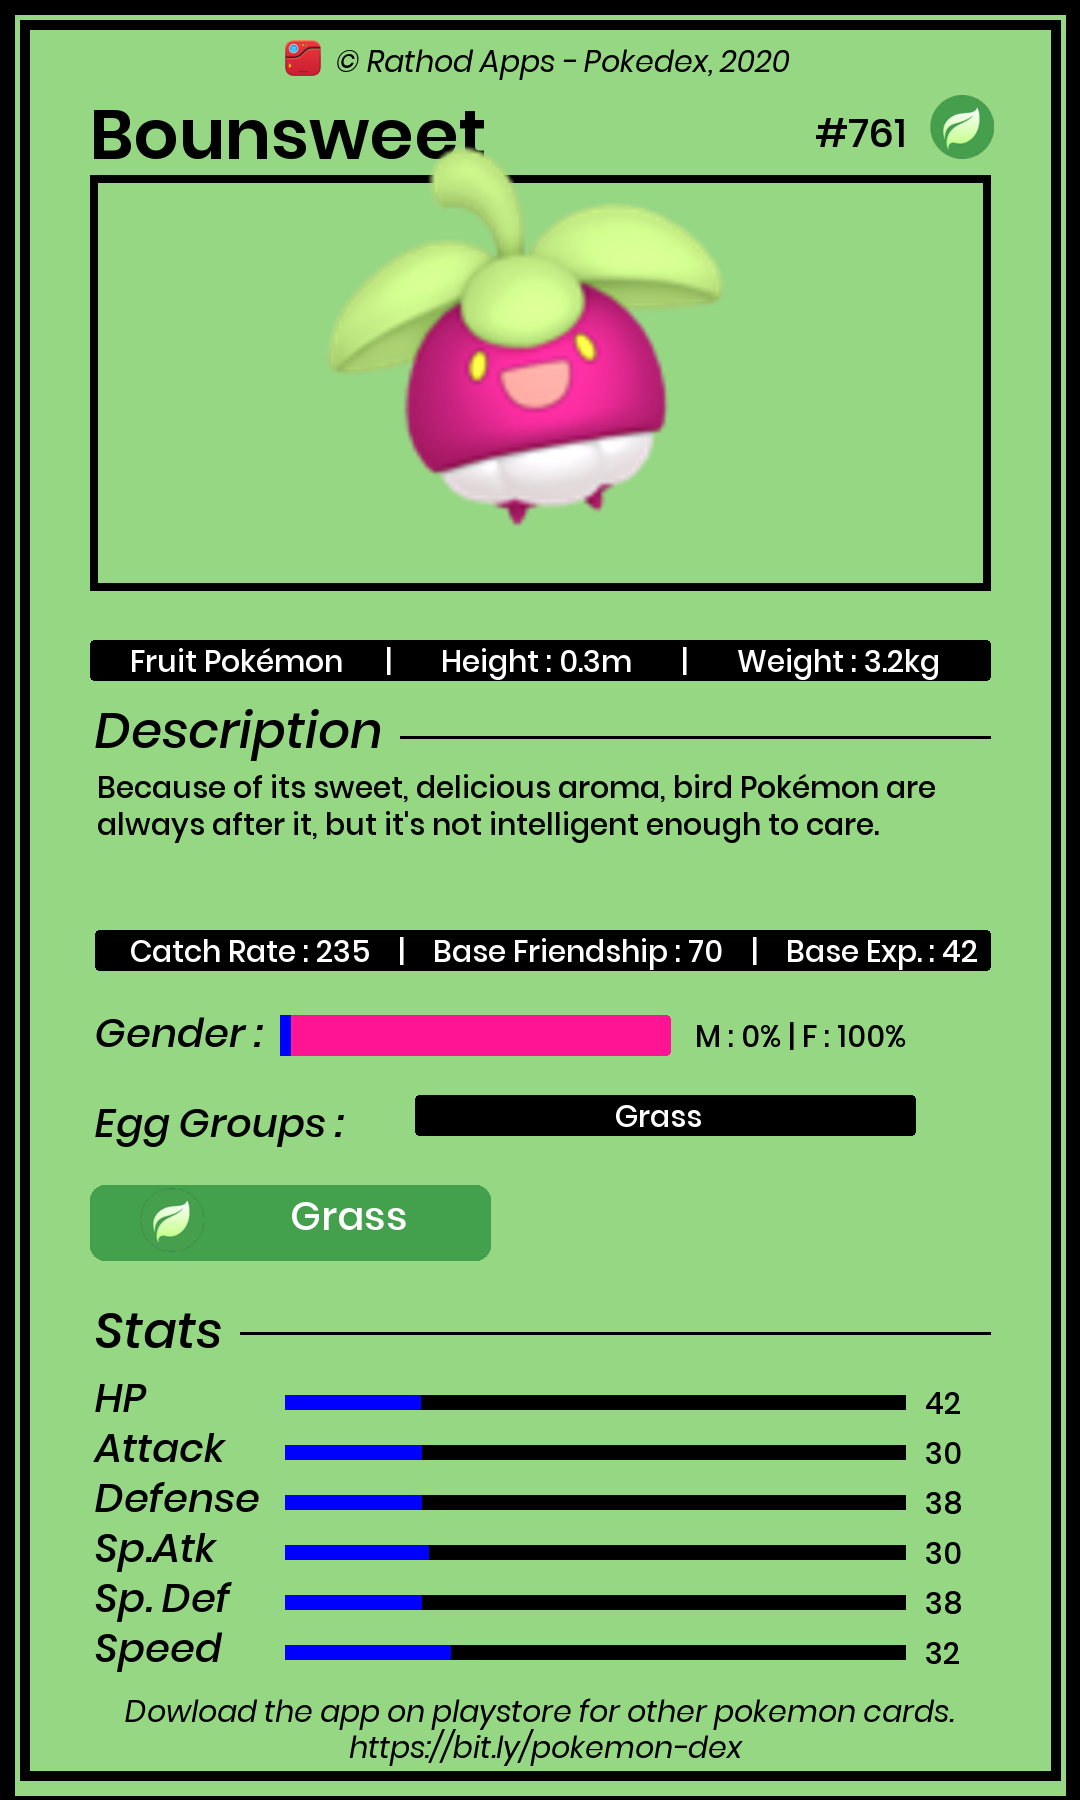 © Rathod Apps - Pokedex, 2020
Bounsweet #761
Fruit Pokémon | Height : 0.3m | Weight : 3.2kg
Description
Because of its sweet, delicious aroma, bird Pokémon are
always after it, but it's not intelligent enough to care.
Catch Rate : 235 | Base Friendship : 70 | Base Exp. : 42
Gender : M : 0% | F : 100%
Egg Groups : Grass
Grass
Stats
HP 42
Attack 30
Defense 38
Sp.Atk 30
Sp. Def 38
Speed 32
Dowload the app on playstore for other pokemon cards.
https://bit.ly/pokemon-dex